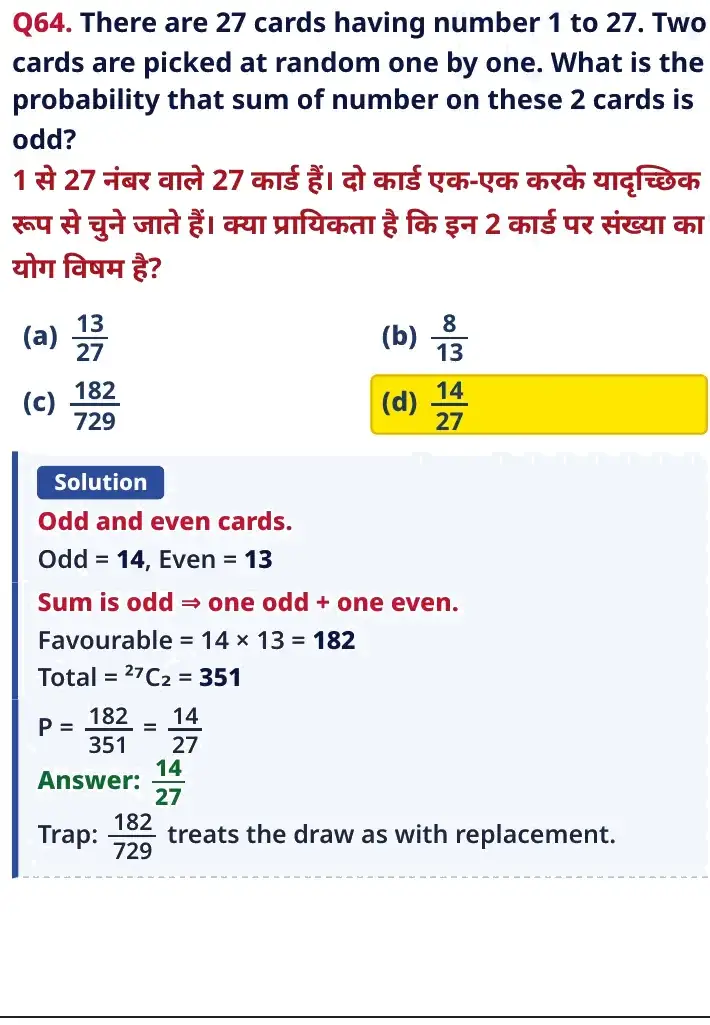 Q64. There are 27 cards having number 1 to 27. Two
cards are picked at random one by one. What is the
probability that sum of number on these 2 cards is
odd?
1 से 27 नंबर वाले 27 कार्ड हैं। दो कार्ड एक-एक करके यादृच्छिक
रूप से चुने जाते हैं। क्या प्रायिकता है कि इन 2 कार्ड पर संख्या का
योग विषम है?
(a) 13/27 (b) 8/13
(c) 182/729 (d) 14/27
Solution
Odd and even cards.
Odd = 14, Even = 13
Sum is odd ⇒ one odd + one even.
Favourable = 14 × 13 = 182
Total = ²⁷C₂ = 351
P = 182/351 = 14/27
Answer: 14/27
Trap: 182/729 treats the draw as with replacement.